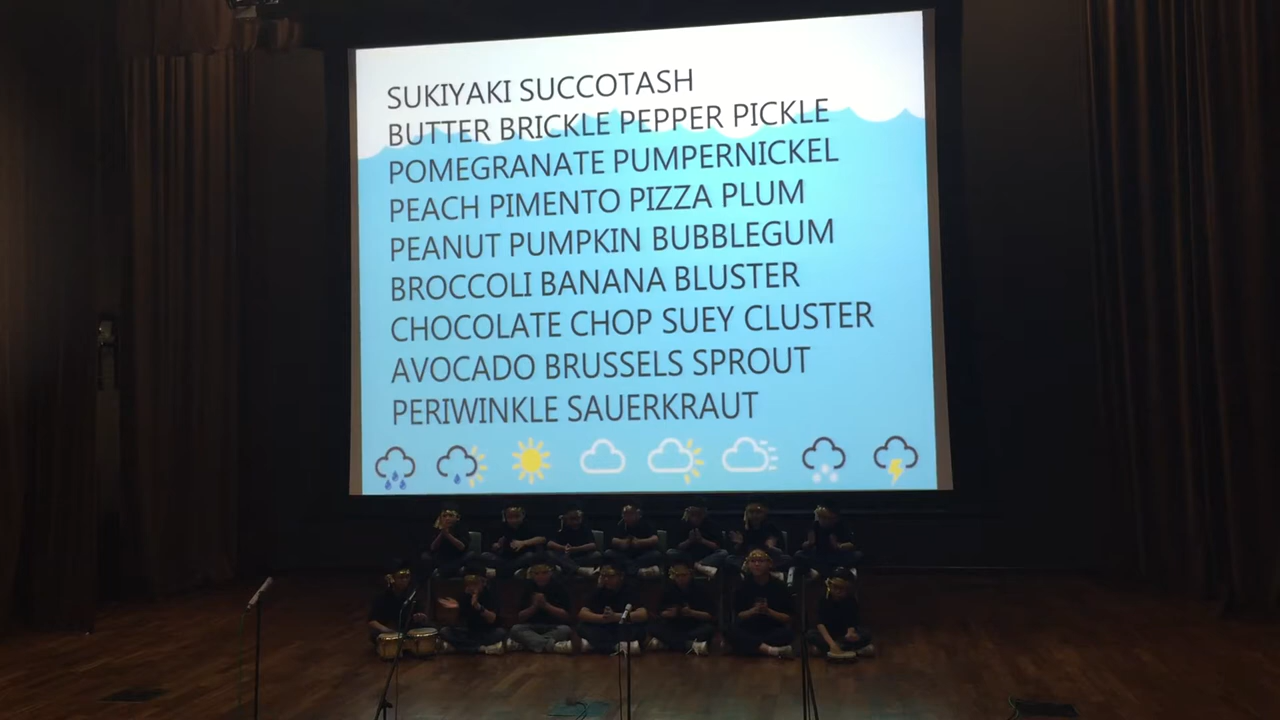 SUKIYAKI SUCCOTASH
BUTTER BRICKLE PEPPER PICKLE
POMEGRANATE PUMPERNICKEL
PEACH PIMENTO PIZZA PLUM
PEANUT PUMPKIN BUBBLEGUM
BROCCOLI BANANA BLUSTER
CHOCOLATE CHOP SUEY CLUSTER
AVOCADO BRUSSELS SPROUT
PERIWINKLE SAUERKRAUT